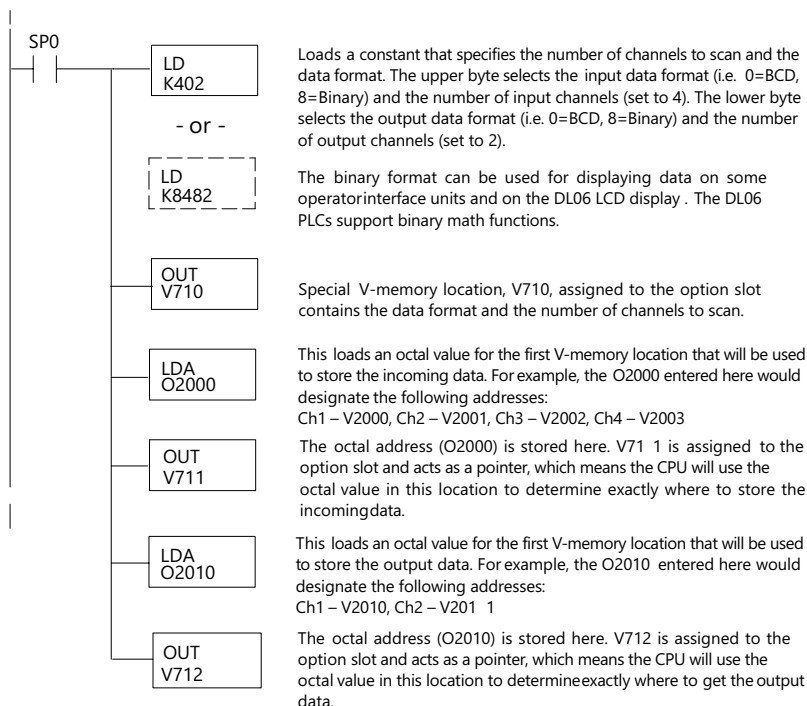 SP0
LD
K402
Loads a constant that specifies the number of channels to scan and the
data format. The upper byte selects the input data format (i.e. 0=BCD,
8=Binary) and the number of input channels (set to 4). The lower byte
selects the output data format (i.e. 0=BCD, 8=Binary) and the number
of output channels (set to 2).
- or -
LD
K8482
The binary format can be used for displaying data on some
operatorinterface units and on the DL06 LCD display . The DL06
PLCs support binary math functions.
OUT
V710
Special V-memory location, V710, assigned to the option slot
contains the data format and the number of channels to scan.
LDA
O2000
This loads an octal value for the first V-memory location that will be used
to store the incoming data. For example, the O2000 entered here would
designate the following addresses:
Ch1 – V2000, Ch2 – V2001, Ch3 – V2002, Ch4 – V2003
OUT
V711
The octal address (O2000) is stored here. V71 1 is assigned to the
option slot and acts as a pointer, which means the CPU will use the
octal value in this location to determine exactly where to store the
incomingdata.
LDA
O2010
This loads an octal value for the first V-memory location that will be used
to store the output data. For example, the O2010 entered here would
designate the following addresses:
Ch1 – V2010, Ch2 – V201 1
OUT
V712
The octal address (O2010) is stored here. V712 is assigned to the
option slot and acts as a pointer, which means the CPU will use the
octal value in this location to determineexactly where to get the output
data.